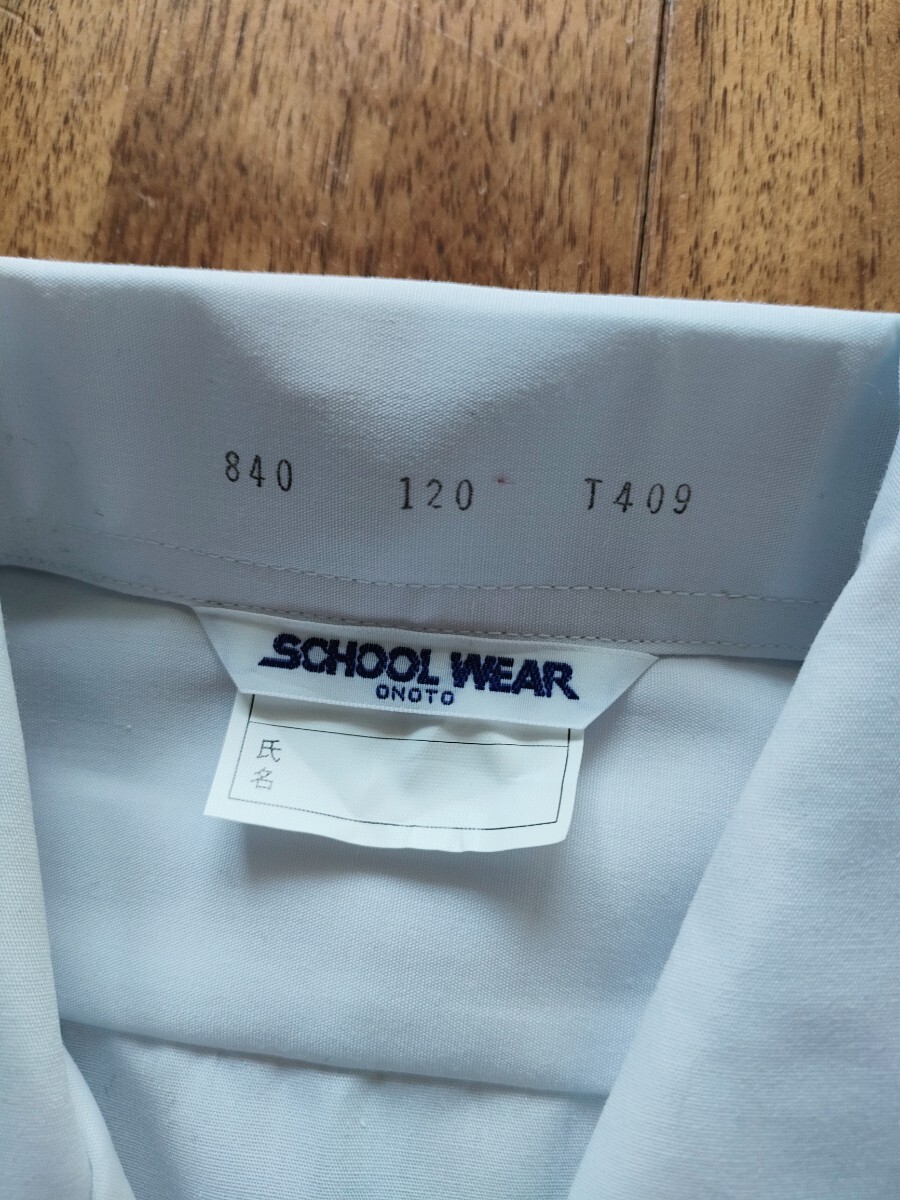 840 120 T409
SCHOOL WEAR
ONOTO
氏
名